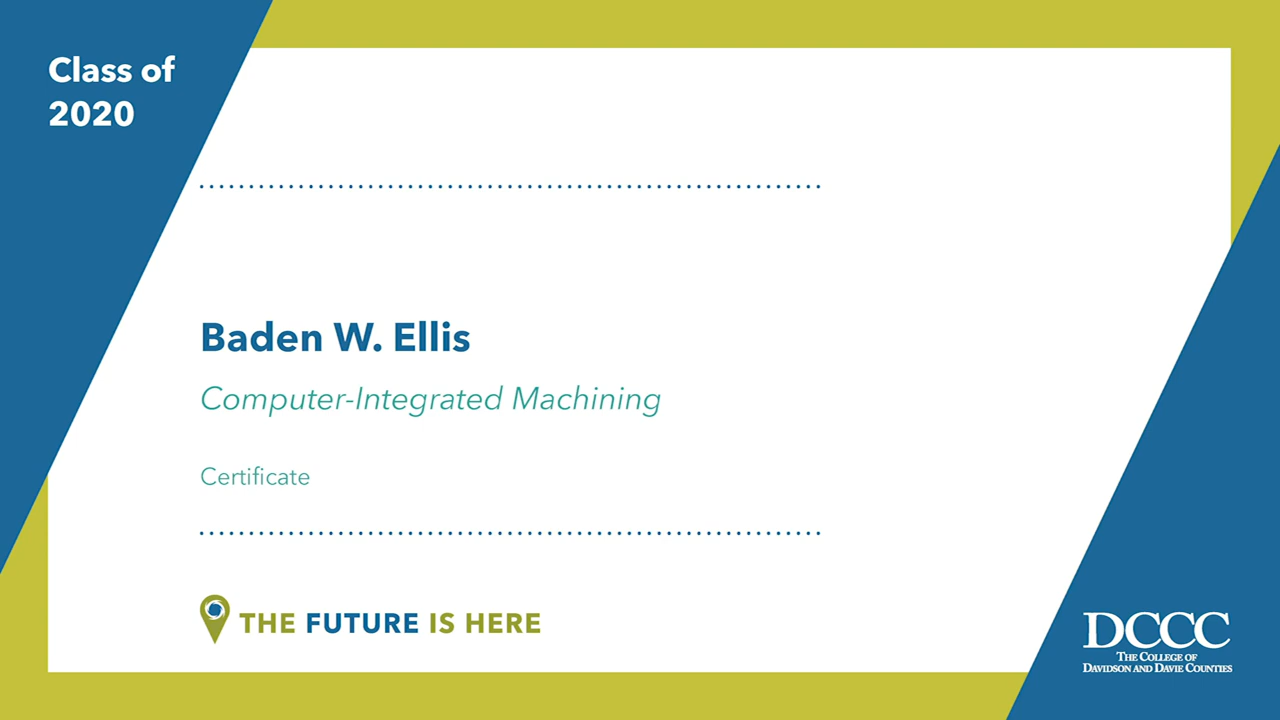 Class of
2020
Baden W. Ellis
Computer-Integrated Machining
Certificate
THE FUTURE IS HERE
DCCC
THE COLLEGE OF
DAVIDSON AND DAVIE COUNTIES